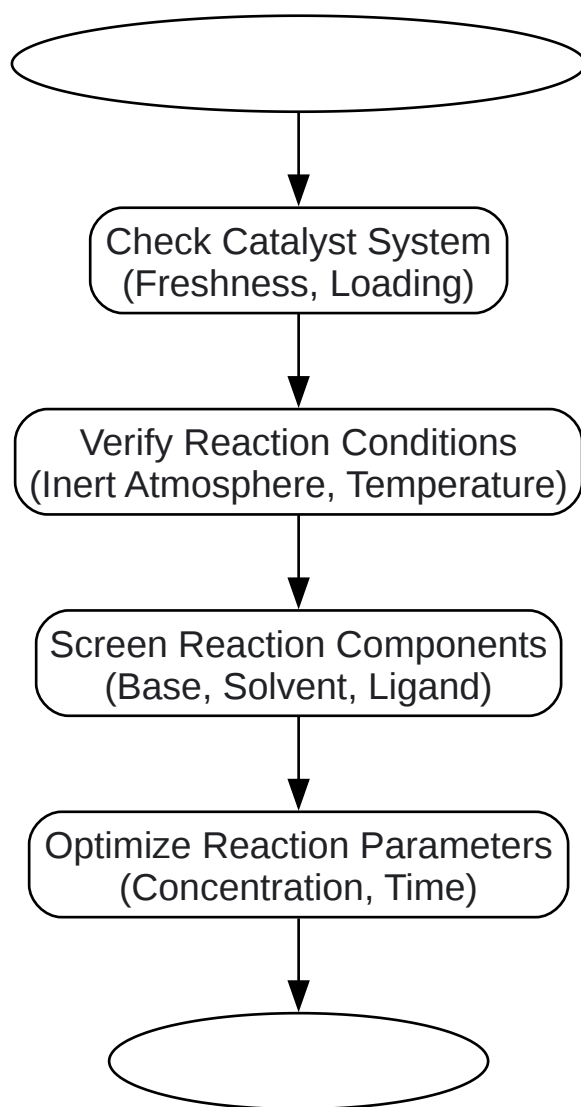 Check Catalyst System
(Freshness, Loading)
Verify Reaction Conditions
(Inert Atmosphere, Temperature)
Screen Reaction Components
(Base, Solvent, Ligand)
Optimize Reaction Parameters
(Concentration, Time)